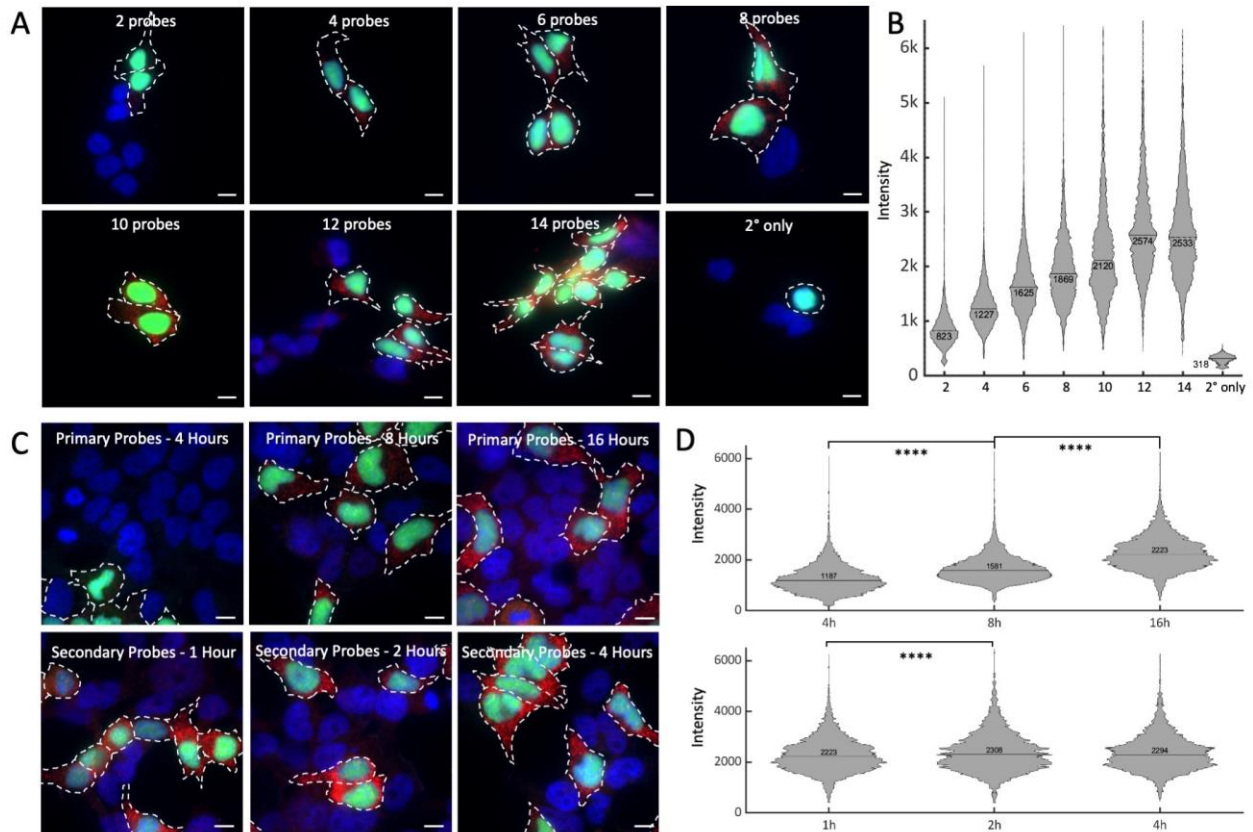 A
2 probes
4 probes
6 probes
8 probes
10 probes
12 probes
14 probes
2° only
B
Intensity
6k
5k
4k
3k
2k
1k
0
823
1227
1625
1869
2120
2574
2533
318
2 4 6 8 10 12 14 2° only
C
Primary Probes - 4 Hours
Primary Probes - 8 Hours
Primary Probes - 16 Hours
Secondary Probes - 1 Hour
Secondary Probes - 2 Hours
Secondary Probes - 4 Hours
D
****
****
Intensity
6000
4000
2000
0
1187
1581
2223
4h 8h 16h
****
Intensity
6000
4000
2000
0
2223
2308
2294
1h 2h 4h